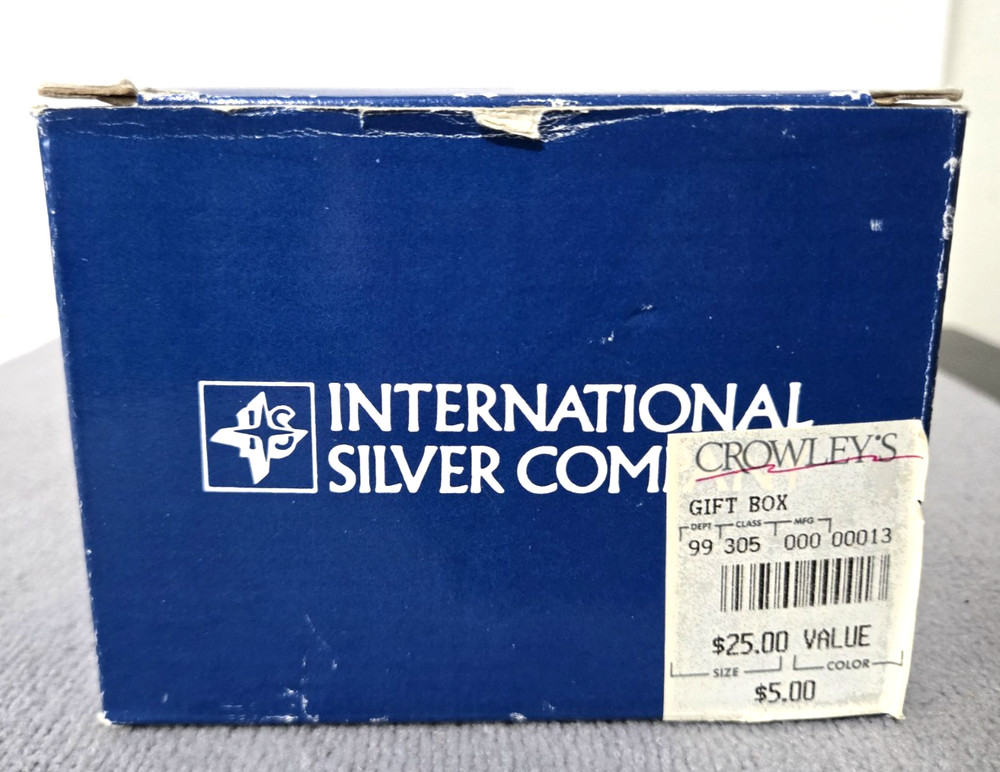 INTERNATIONAL
SILVER COMPANY
CROWLEY'S
GIFT BOX
DEPT CLASS MFG
99 305 000 00013
$25.00 VALUE
SIZE COLOR
$5.00